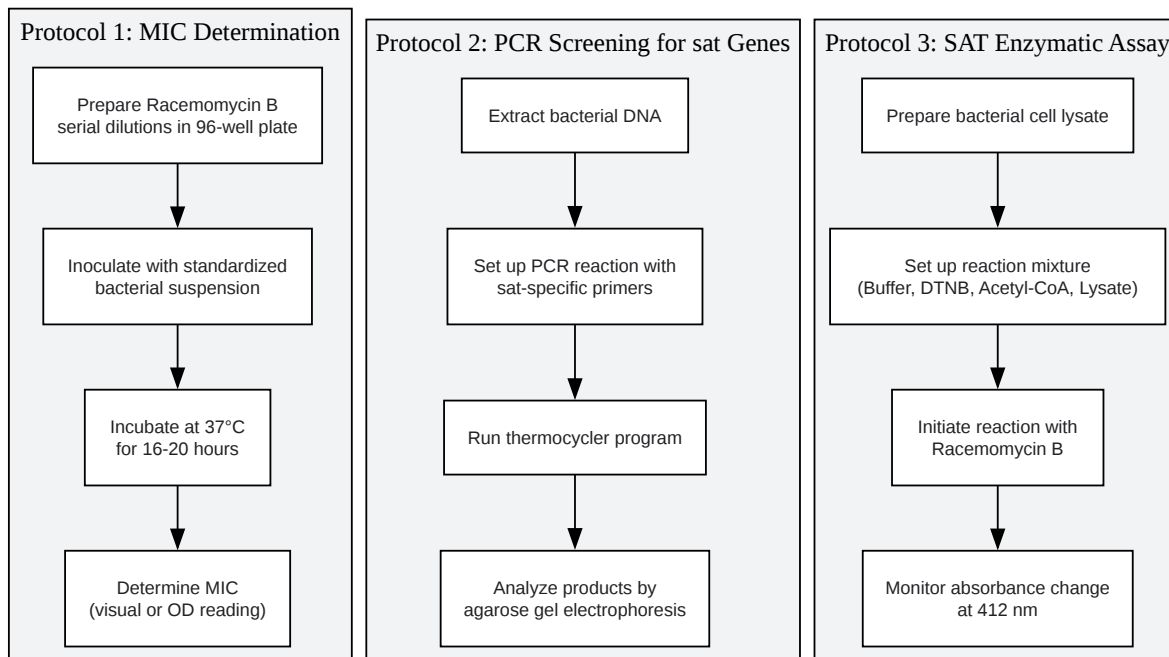 Protocol 1: MIC Determination
Prepare Racemomycin B
serial dilutions in 96-well plate
Inoculate with standardized
bacterial suspension
Incubate at 37°C
for 16-20 hours
Determine MIC
(visual or OD reading)
Protocol 2: PCR Screening for sat Genes
Extract bacterial DNA
Set up PCR reaction with
sat-specific primers
Run thermocycler program
Analyze products by
agarose gel electrophoresis
Protocol 3: SAT Enzymatic Assay
Prepare bacterial cell lysate
Set up reaction mixture
(Buffer, DTNB, Acetyl-CoA, Lysate)
Initiate reaction with
Racemomycin B
Monitor absorbance change
at 412 nm